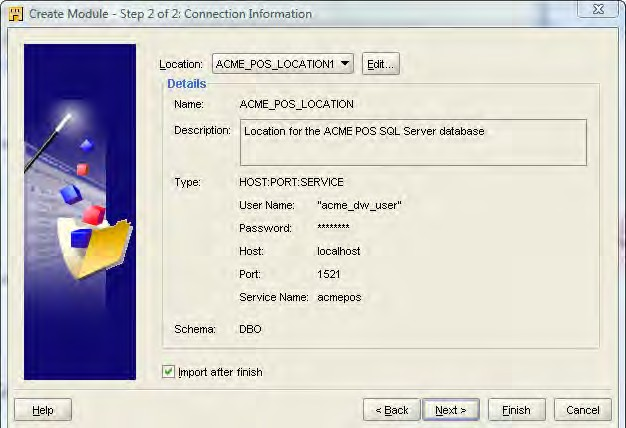 Create Module - Step 2 of 2: Connection Information
Location: ACME_POS_LOCATION1 Edit...
Details
Name: ACME_POS_LOCATION
Description: Location for the ACME POS SQL Server database
Type: HOST:PORT:SERVICE
User Name: "acme_dw_user"
Password: ********
Host: localhost
Port: 1521
Service Name: acmepos
Schema: DBO
Import after finish
Help < Back Next > Finish Cancel